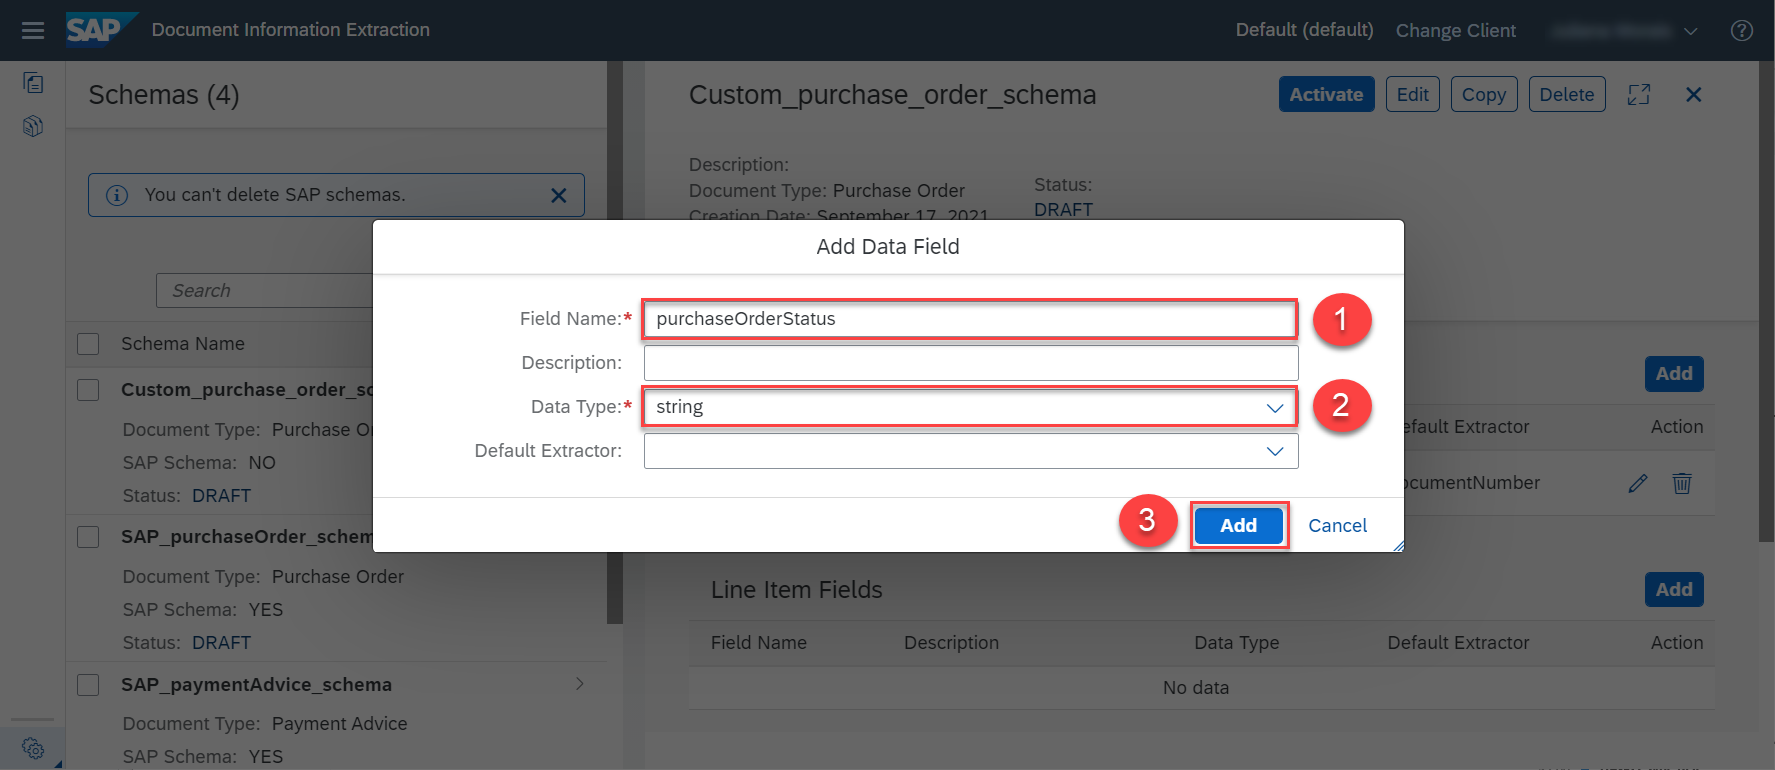 SAP Document Information Extraction Default (default) Change Client
Schemas (4)
You can't delete SAP schemas.
Search
Schema Name
Custom_purchase_order_sc
Document Type: Purchase Or
SAP Schema: NO
Status: DRAFT
SAP_purchaseOrder_schem
Document Type: Purchase Order
SAP Schema: YES
Status: DRAFT
SAP_paymentAdvice_schema
Document Type: Payment Advice
SAP Schema: YES
Custom_purchase_order_schema
Activate Edit Copy Delete
Description:
Document Type: Purchase Order
Creation Date: September 17, 2021
Status:
DRAFT
Add Data Field
Field Name:* purchaseOrderStatus 1
Description:
Data Type:* string 2
Default Extractor:
3 Add Cancel
Add
efault Extractor Action
ocumentNumber
Line Item Fields Add
Field Name Description Data Type Default Extractor Action
No data